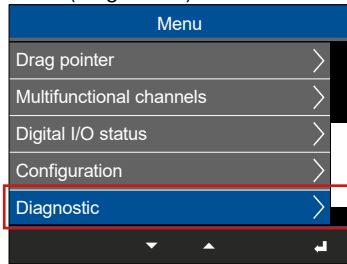 Menu
Drag pointer
Multifunctional channels
Digital I/O status
Configuration
Diagnostic